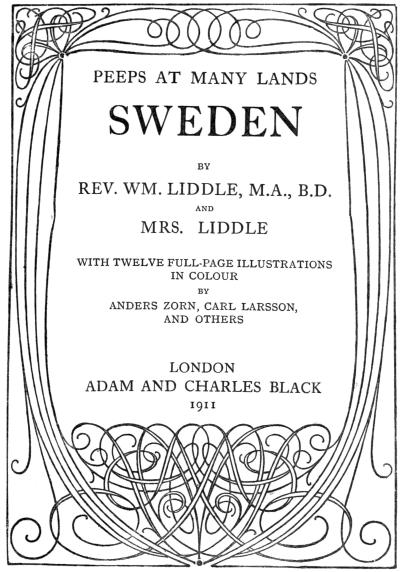 PEEPS AT MANY LANDS
SWEDEN
BY
REV. WM. LIDDLE, M.A., B.D.
AND
MRS. LIDDLE
WITH TWELVE FULL-PAGE ILLUSTRATIONS
IN COLOUR
BY
ANDERS ZORN, CARL LARSSON,
AND OTHERS
LONDON
ADAM AND CHARLES BLACK
1911